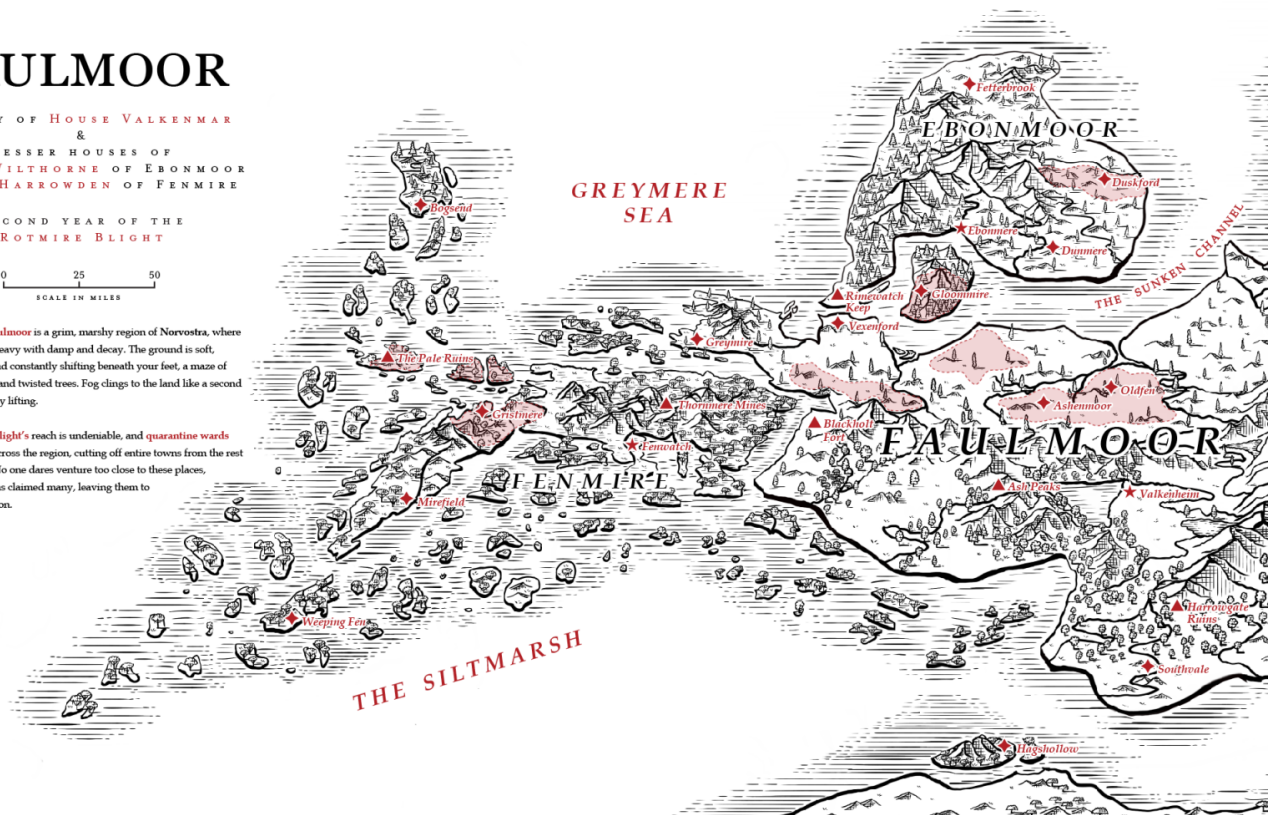 ULMOOR
Y OF HOUSE VALKENMAR
&
ESSER HOUSES OF
ILTHORNE OF EBONMOOR
HARROWDEN OF FENMIRE
COND YEAR OF THE
ROTMIRE BLIGHT
0 25 50
SCALE IN MILES
ulmoor is a grim, marshy region of Norvostra, where
eavy with damp and decay. The ground is soft,
d constantly shifting beneath your feet, a maze of
and twisted trees. Fog clings to the land like a second
y lifting.
light's reach is undeniable, and quarantine wards
cross the region, cutting off entire towns from the rest
No one dares venture too close to these places,
s claimed many, leaving them to
on.
Fetterbrook
EBONMOOR
Duskford
GREYMERE
SEA
Bogsend
Ebonmere
Dunmere
THE SUNKEN CHANNEL
Rimewatch
Keep
Gloommire
Vexenford
Greymire
The Pale Ruins
Oldfen
Ashenmoor
Thornmere Mines
Gristmere
Blackholt
Fort
FAULMOOR
Fenwatch
FENMIRE
Ash Peaks
Valkenheim
Mirefield
Harrowgate
Ruins
Weeping Fen
THE SILTMARSH
Southvale
Hagshollow